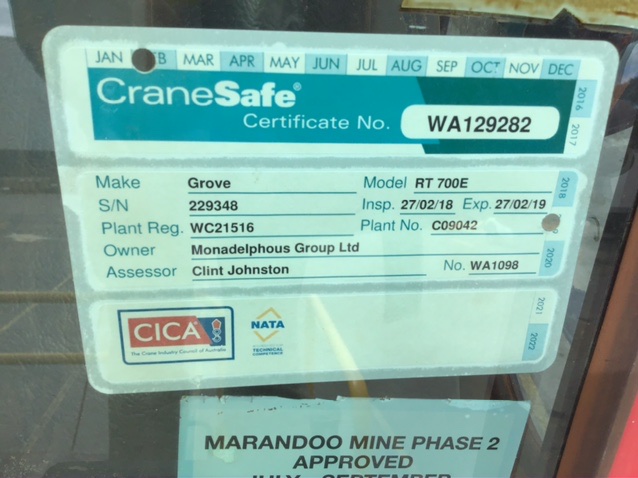 JAN MAR APR MAY JUN JUL AUG SEP OCT NOV DEC
CraneSafe®
Certificate No. WA129282
2016
2017
Make Grove Model RT 700E
S/N 229348 Insp. 27/02/18 Exp. 27/02/19
Plant Reg. WC21516 Plant No. C09042
Owner Monadelphous Group Ltd
Assessor Clint Johnston No. WA1098
2018
2020
2021
2022
CICA
The Crane Industry Council of Australia
NATA
TECHNICAL
COMPETENCE
MARANDOO MINE PHASE 2
APPROVED
JULY - SEPTEMBER